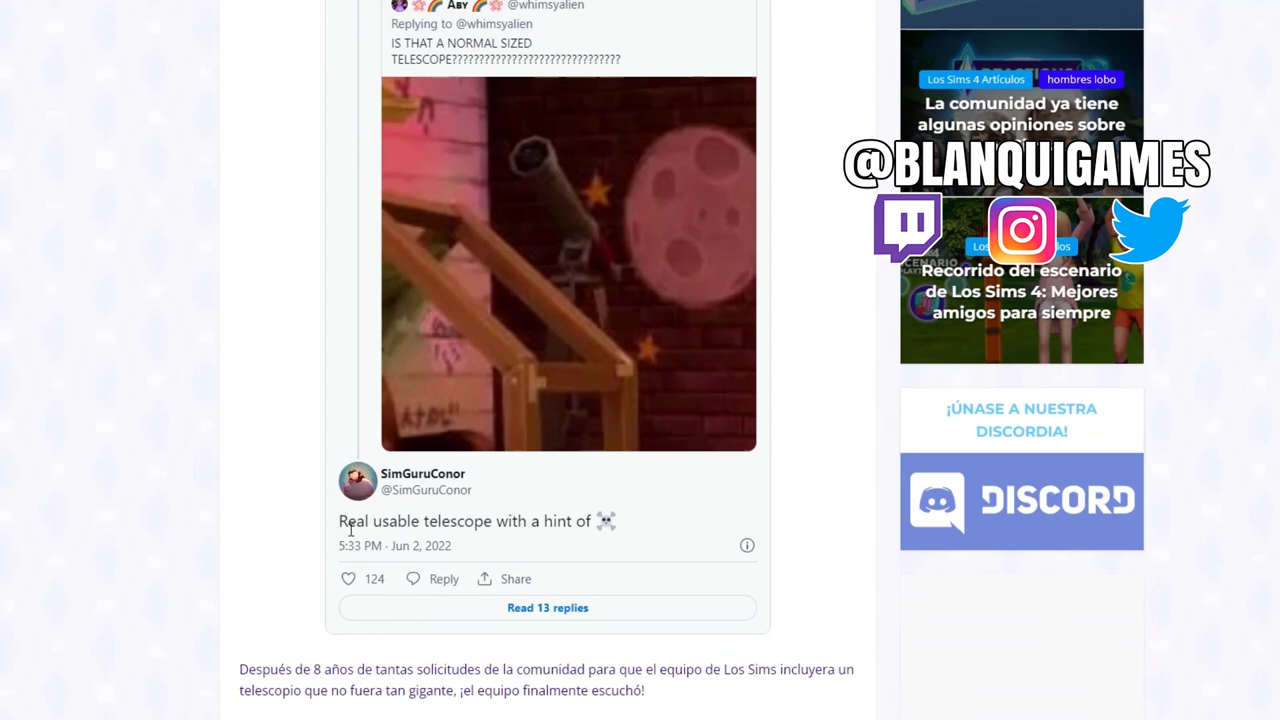 ABY @whimsyalien
Replying to @whimsyalien
IS THAT A NORMAL SIZED
TELESCOPE??????????????????????????????
SimGuruConor
@SimGuruConor
Real usable telescope with a hint of ☠️
5:33 PM · Jun 2, 2022
124 Reply Share
Read 13 replies
Después de 8 años de tantas solicitudes de la comunidad para que el equipo de Los Sims incluyera un
telescopio que no fuera tan gigante, ¡el equipo finalmente escuchó!
Los Sims 4 Artículos hombres lobo
La comunidad ya tiene
algunas opiniones sobre
@BLANQUIGAMES
Recorrido del escenario
de Los Sims 4: Mejores
amigos para siempre
¡ÚNASE A NUESTRA
DISCORDIA!
DISCORD